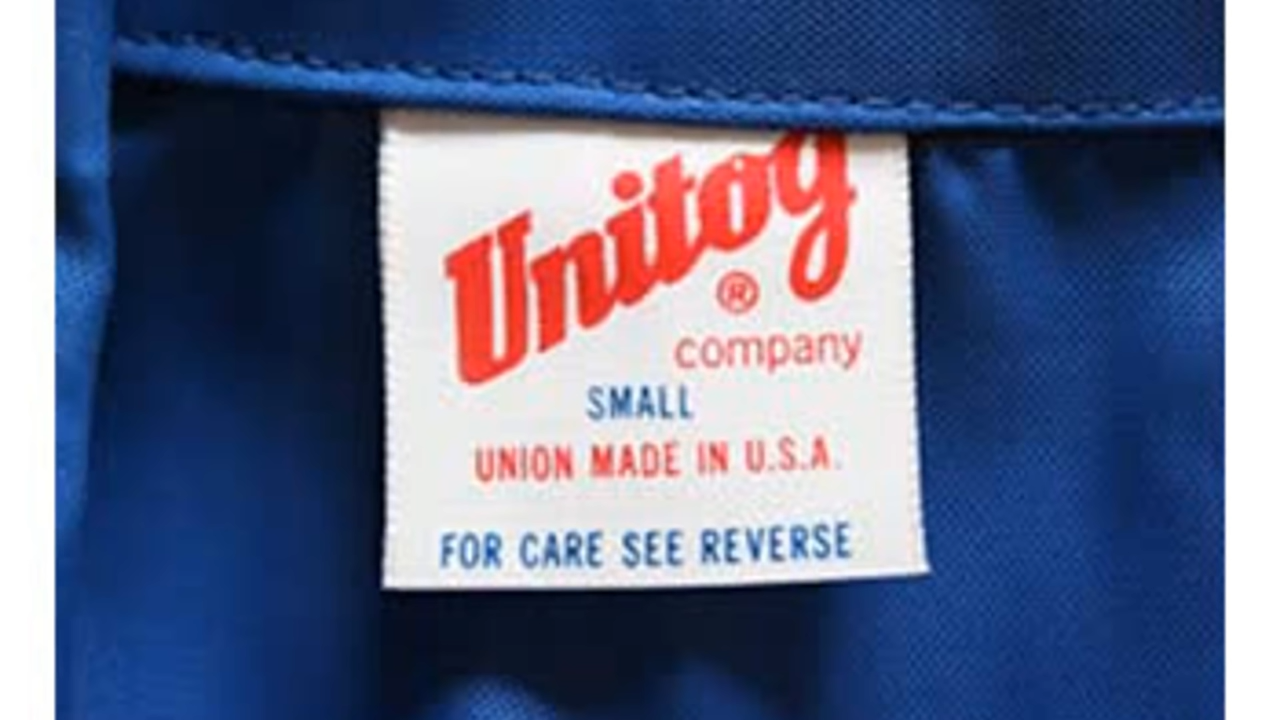 Unitog
®
company
SMALL
UNION MADE IN U.S.A.
FOR CARE SEE REVERSE